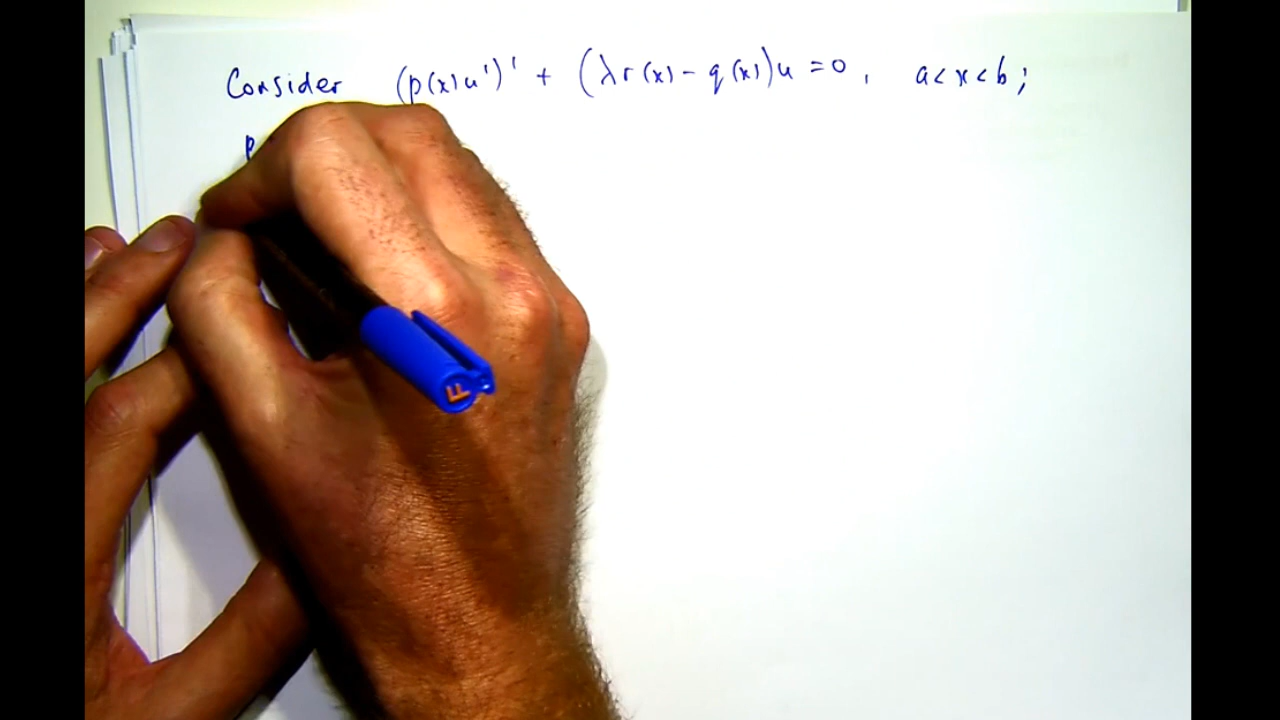 Consider (p(x)u')' + (λr(x) - q(x))u = 0, a < x < b;
p
F